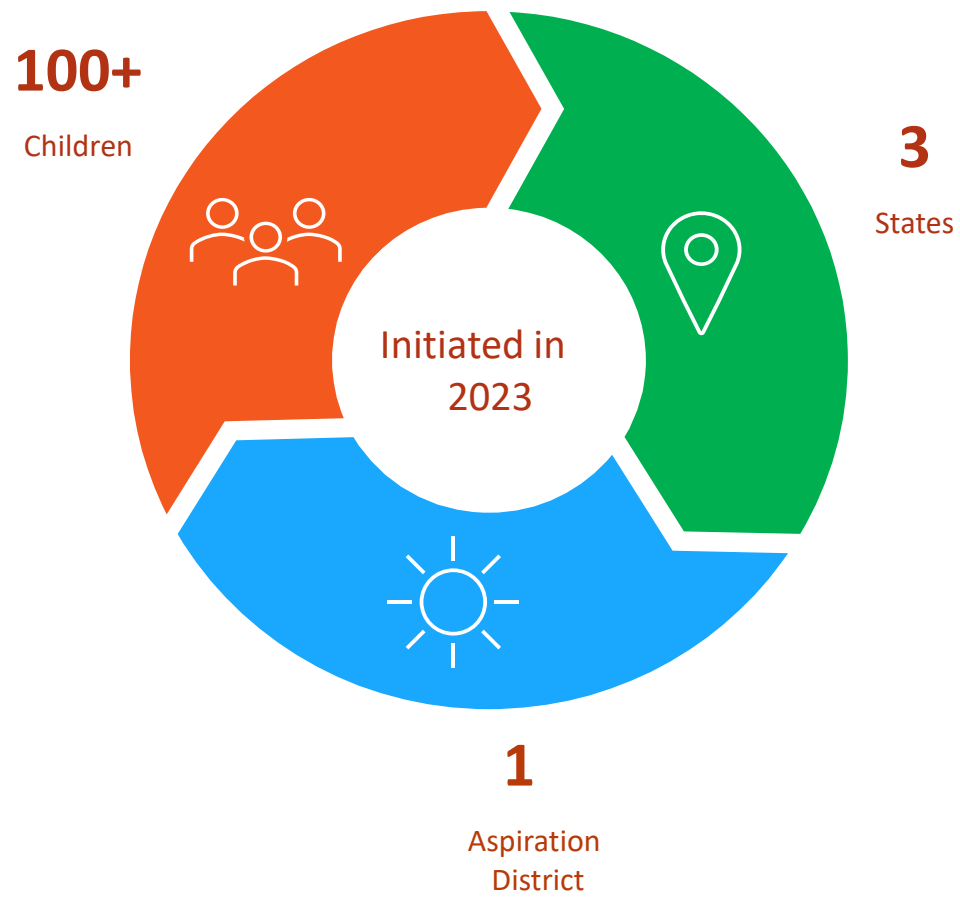 100+
Children
3
States
Initiated in
2023
1
Aspiration
District